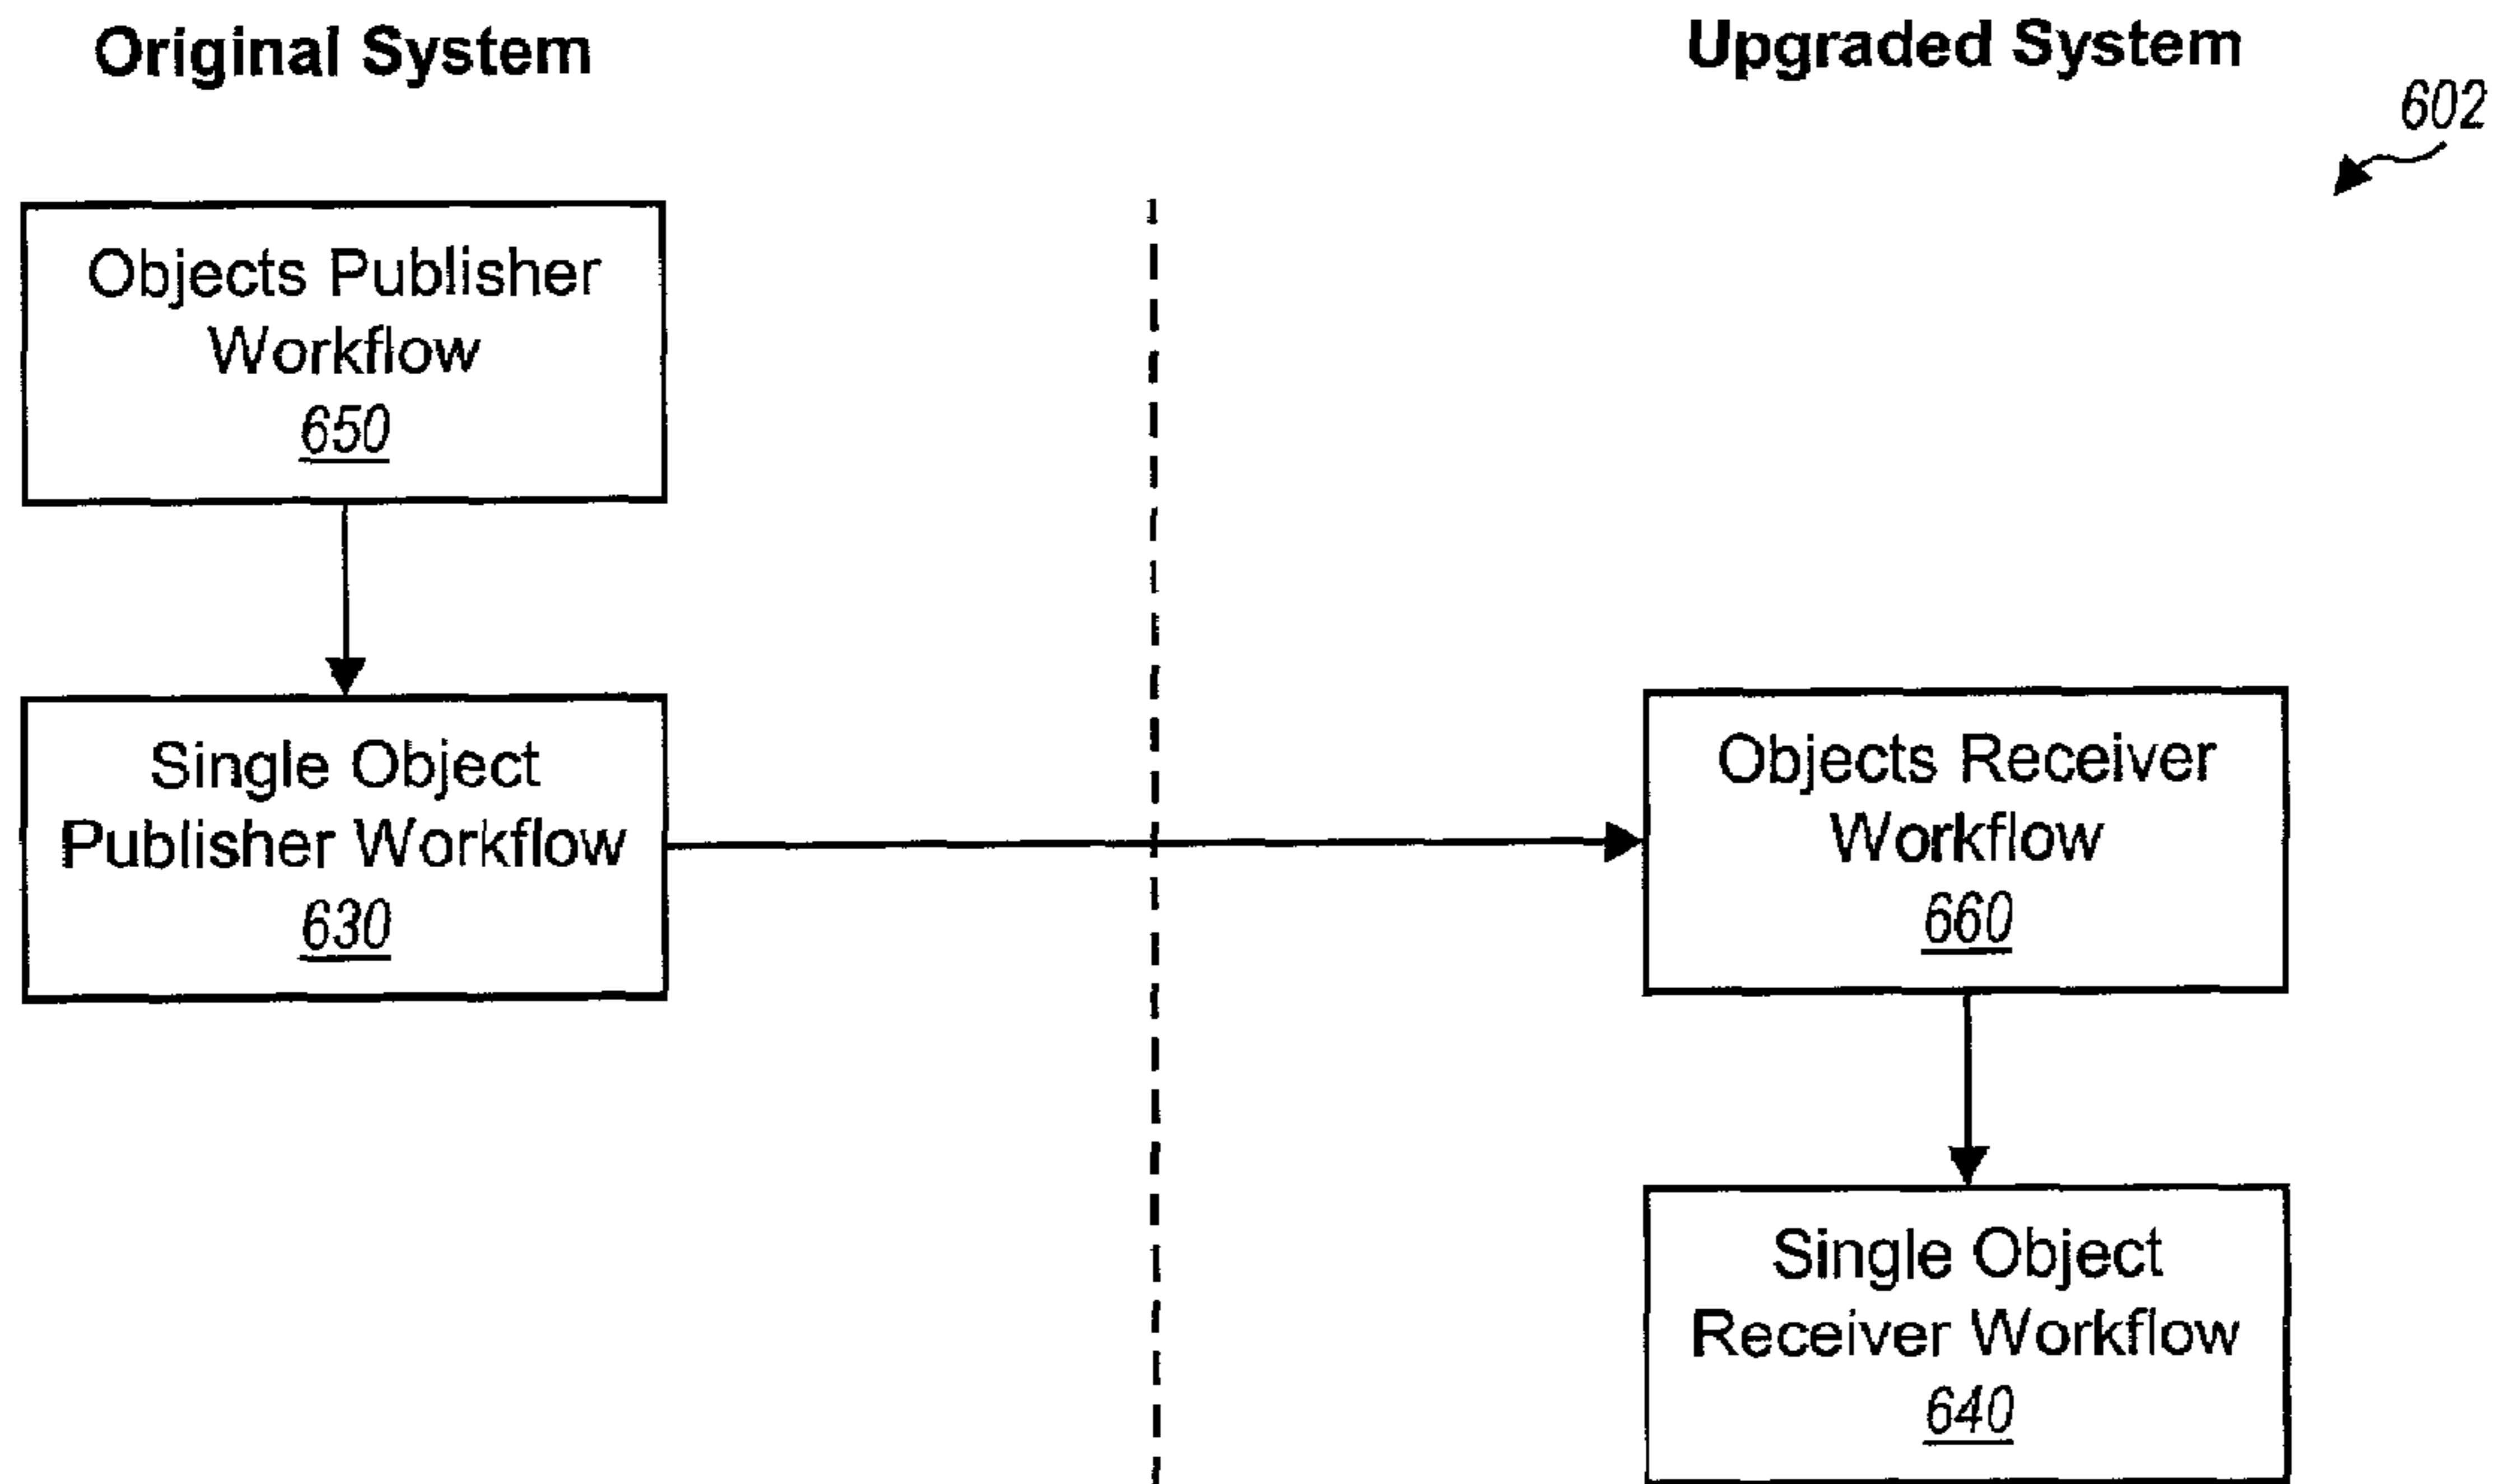 Original System
Upgraded System
602
Objects Publisher
Workflow
650
Single Object
Publisher Workflow
630
Objects Receiver
Workflow
660
Single Object
Receiver Workflow
640